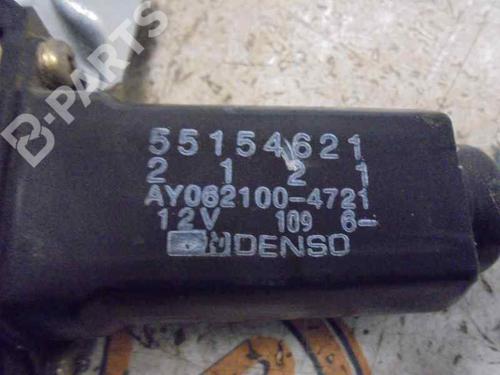 B-PARTS
55154621
2 1 2 1
AY062100-4721
12V 109 6-
DENSO